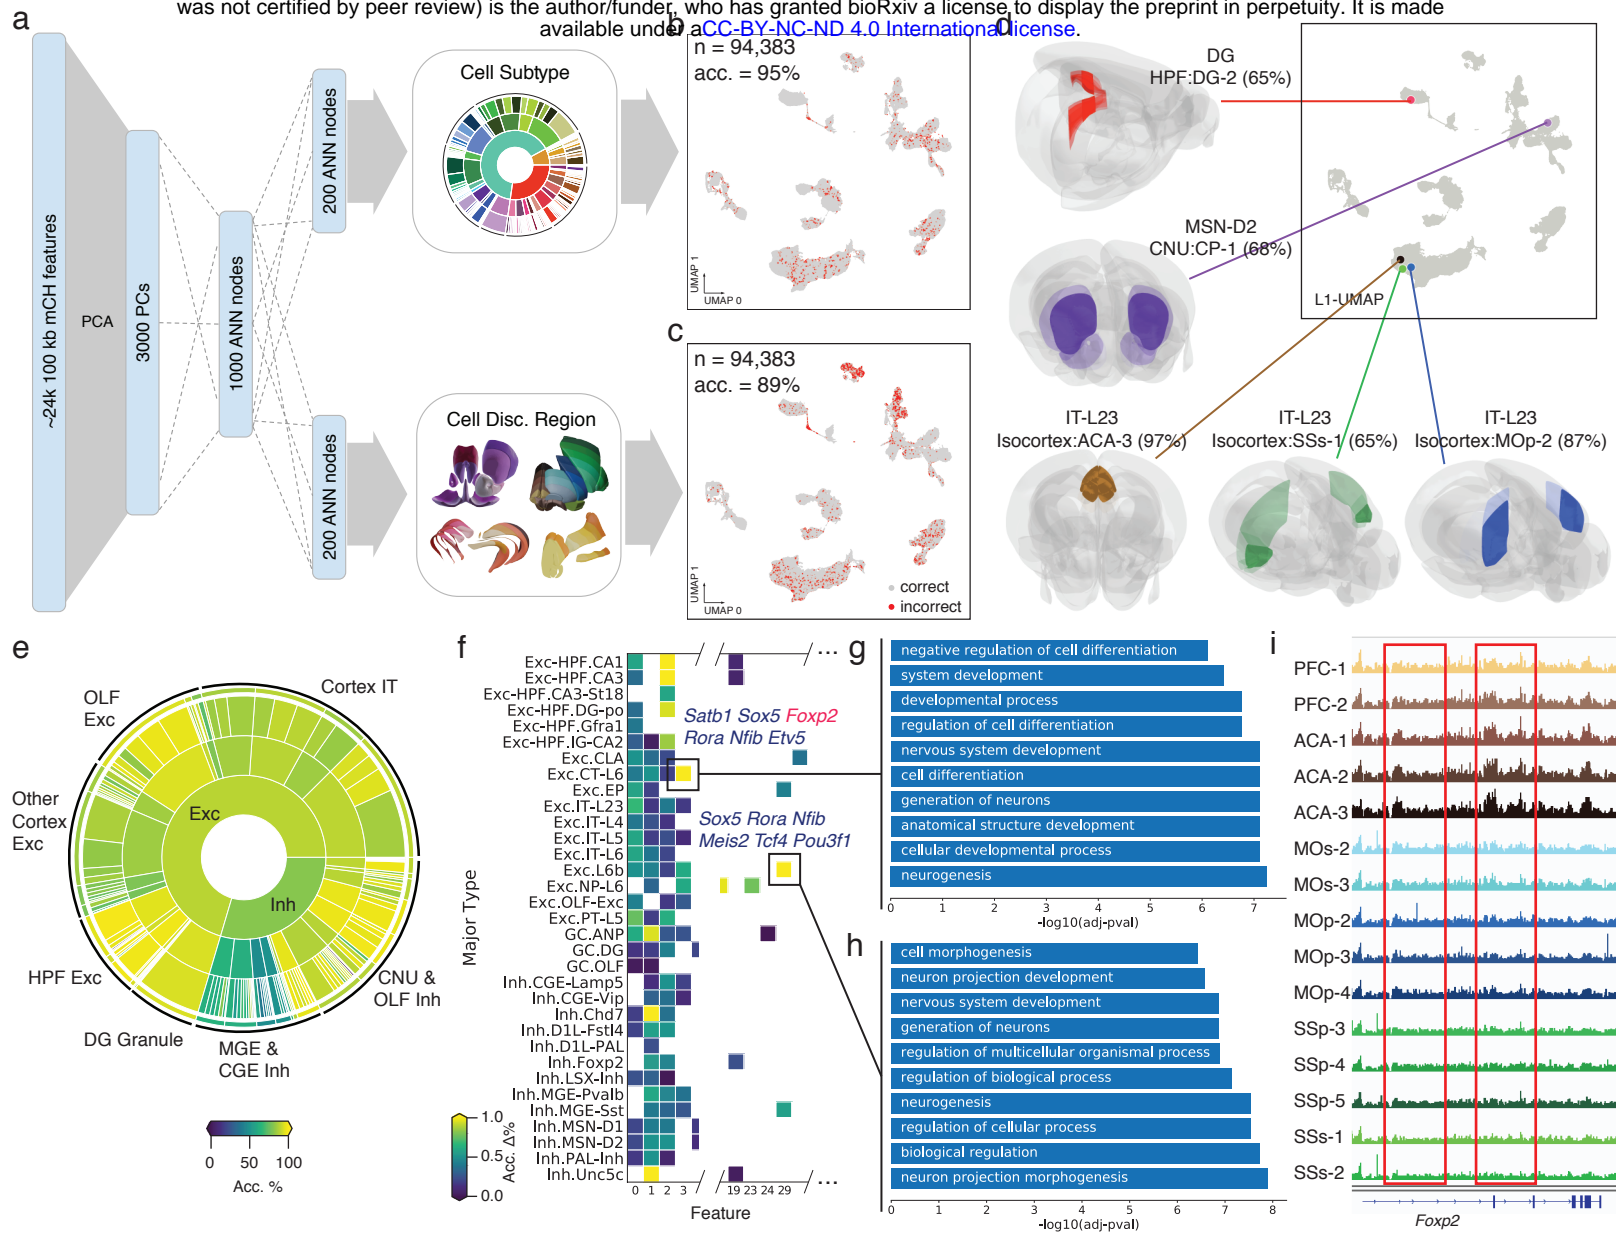 was not certified by peer review) is the author/funder, who has granted bioRxiv a license to display the preprint in perpetuity. It is made
available under aCC-BY-NC-ND 4.0 International license.
a
~24k 100 kb mCH features
PCA
3000 PCs
1000 ANN nodes
200 ANN nodes
200 ANN nodes
Cell Subtype
Cell Disc. Region
b
n = 94,383
acc. = 95%
UMAP 1
UMAP 0
c
n = 94,383
acc. = 89%
correct
incorrect
UMAP 1
UMAP 0
d
DG
HPF:DG-2 (65%)
MSN-D2
CNU:CP-1 (68%)
L1-UMAP
IT-L23
Isocortex:ACA-3 (97%)
IT-L23
Isocortex:SSs-1 (65%)
IT-L23
Isocortex:MOp-2 (87%)
e
Cortex IT
OLF
Exc
Other
Cortex
Exc
Exc
Inh
HPF Exc
CNU &
OLF Inh
DG Granule
MGE &
CGE Inh
0 50 100
Acc. %
f
Major Type
Exc-HPF.CA1
Exc-HPF.CA3
Exc-HPF.CA3-St18
Exc-HPF.DG-po
Exc-HPF.Gfra1
Exc-HPF.IG-CA2
Exc.CLA
Exc.CT-L6
Exc.EP
Exc.IT-L23
Exc.IT-L4
Exc.IT-L5
Exc.IT-L6
Exc.L6b
Exc.NP-L6
Exc.OLF-Exc
Exc.PT-L5
GC.ANP
GC.DG
GC.OLF
Inh.CGE-Lamp5
Inh.CGE-Vip
Inh.Chd7
Inh.D1L-Fstl4
Inh.D1L-PAL
Inh.Foxp2
Inh.LSX-Inh
Inh.MGE-Pvalb
Inh.MGE-Sst
Inh.MSN-D1
Inh.MSN-D2
Inh.PAL-Inh
Inh.Unc5c
Satb1 Sox5 Foxp2
Rora Nfib Etv5
Sox5 Rora Nfib
Meis2 Tcf4 Pou3f1
...
...
0 1 2 3 19 23 24 29
Feature
1.0
0.5
0.0
Acc. Δ%
g
negative regulation of cell differentiation
system development
developmental process
regulation of cell differentiation
nervous system development
cell differentiation
generation of neurons
anatomical structure development
cellular developmental process
neurogenesis
0 1 2 3 4 5 6 7
-log10(adj-pval)
h
cell morphogenesis
neuron projection development
nervous system development
generation of neurons
regulation of multicellular organismal process
regulation of biological process
neurogenesis
regulation of cellular process
biological regulation
neuron projection morphogenesis
0 1 2 3 4 5 6 7 8
-log10(adj-pval)
i
PFC-1
PFC-2
ACA-1
ACA-2
ACA-3
MOs-2
MOs-3
MOp-2
MOp-3
MOp-4
SSp-3
SSp-4
SSp-5
SSs-1
SSs-2
Foxp2